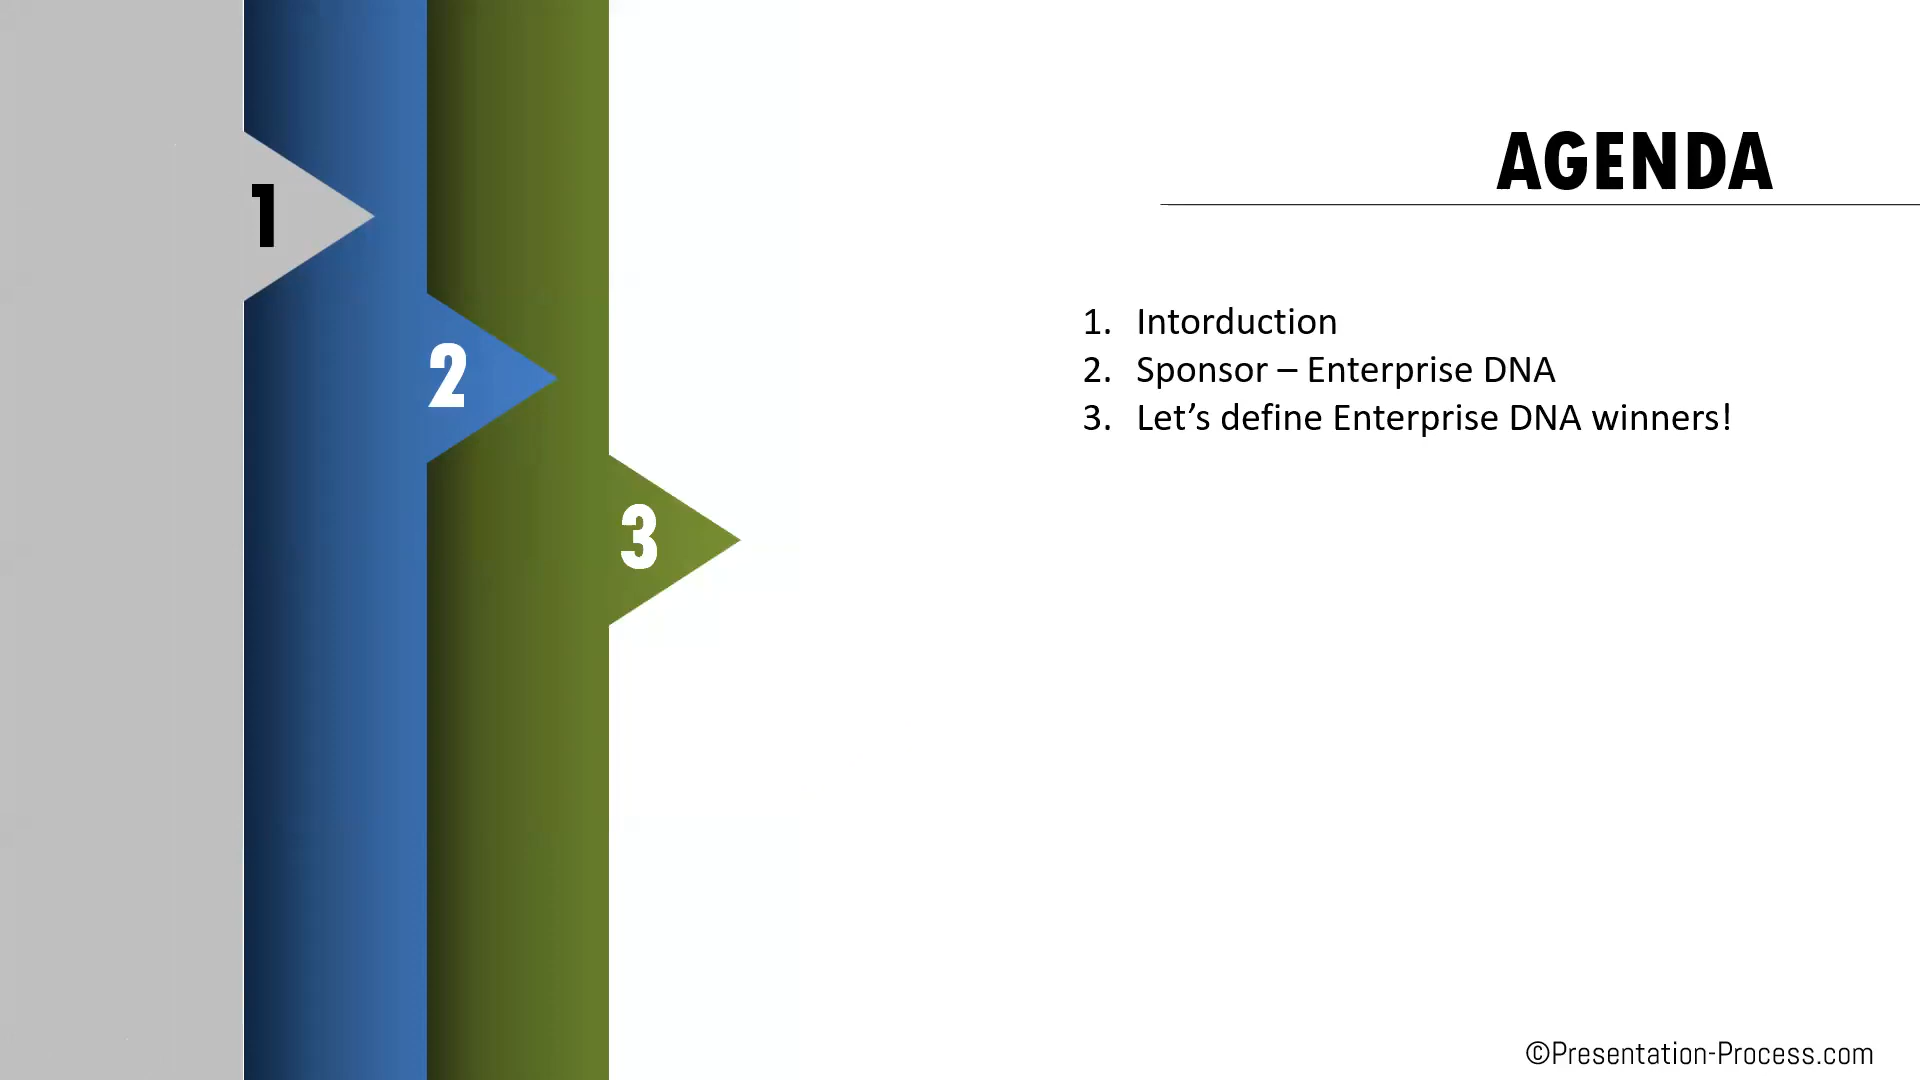 AGENDA
1
2
3
1. Intorduction
2. Sponsor – Enterprise DNA
3. Let’s define Enterprise DNA winners!
©Presentation-Process.com